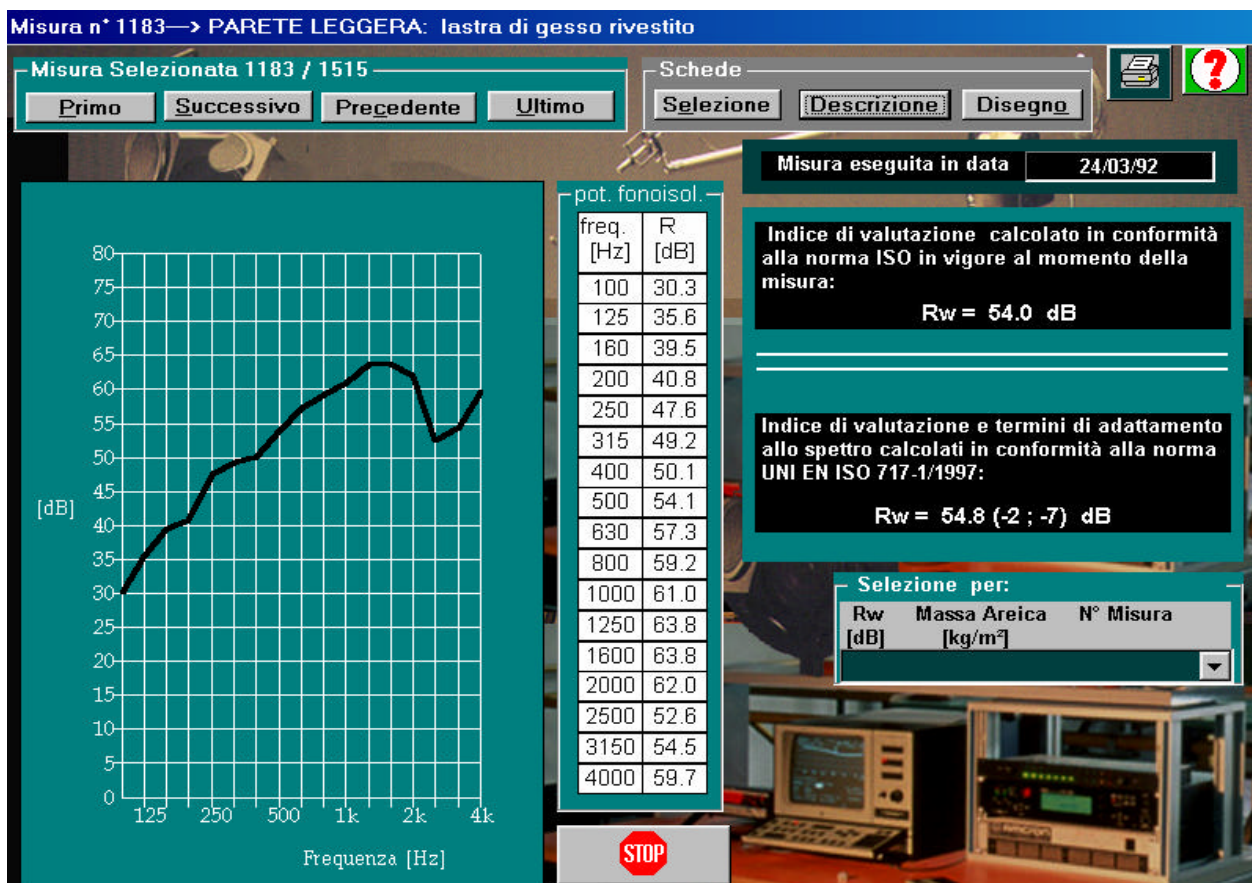 Misura n° 1183—> PARETE LEGGERA: lastra di gesso rivestito
Misura Selezionata 1183 / 1515
Primo Successivo Precedente Ultimo
Schede
Selezione Descrizione Disegno
Misura eseguita in data 24/03/92
80
75
70
65
60
55
50
45
40
35
30
25
20
15
10
5
0
[dB]
125 250 500 1k 2k 4k
Frequenza [Hz]
pot. fonoisol.
freq. R
[Hz] [dB]
100 30.3
125 35.6
160 39.5
200 40.8
250 47.6
315 49.2
400 50.1
500 54.1
630 57.3
800 59.2
1000 61.0
1250 63.8
1600 63.8
2000 62.0
2500 52.6
3150 54.5
4000 59.7
STOP
Indice di valutazione calcolato in conformità
alla norma ISO in vigore al momento della
misura:
Rw = 54.0 dB
Indice di valutazione e termini di adattamento
allo spettro calcolati in conformità alla norma
UNI EN ISO 717-1/1997:
Rw = 54.8 (-2 ; -7) dB
Selezione per:
Rw Massa Areica N° Misura
[dB] [kg/m²]